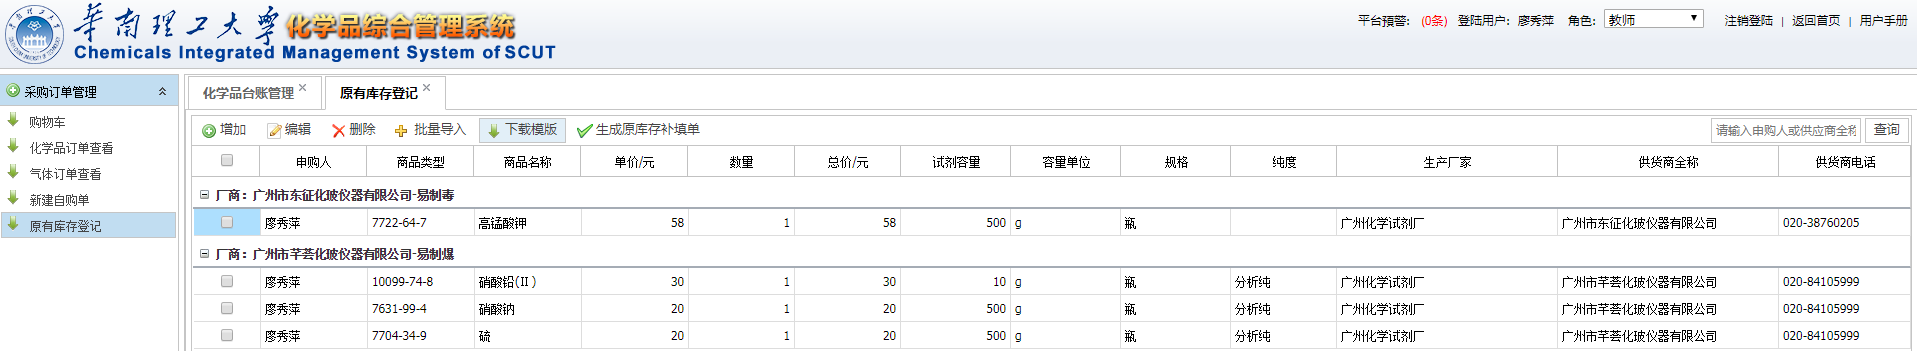 华南理工大学 化学品综合管理系统
Chemicals Integrated Management System of SCUT
平台預警: (0条) 登陆用户: 廖秀萍 角色: 教师 注销登陆 | 返回首页 | 用户手册
采购订单管理
购物车
化学品订单查看
气体订单查看
新建自购单
原有库存登记
化学品台账管理 原有库存登记
增加 编辑 删除 批量导入 下载模版 生成原库存补填单 请输入申购人或供应商全称 查询
申购人 商品类型 商品名称 单价/元 数量 总价/元 试剂容量 容量单位 规格 纯度 生产厂家 供货商全称 供货商电话
厂商：广州市东征化玻仪器有限公司-易制毒
廖秀萍 7722-64-7 高锰酸钾 58 1 58 500 g 瓶 广州化学试剂厂 广州市东征化玻仪器有限公司 020-38760205
厂商：广州市芊荟化玻仪器有限公司-易制爆
廖秀萍 10099-74-8 硝酸铅(II) 30 1 30 10 g 瓶 分析纯 广州化学试剂厂 广州市芊荟化玻仪器有限公司 020-84105999
廖秀萍 7631-99-4 硝酸钠 20 1 20 500 g 瓶 分析纯 广州化学试剂厂 广州市芊荟化玻仪器有限公司 020-84105999
廖秀萍 7704-34-9 硫 20 1 20 500 g 瓶 分析纯 广州化学试剂厂 广州市芊荟化玻仪器有限公司 020-84105999